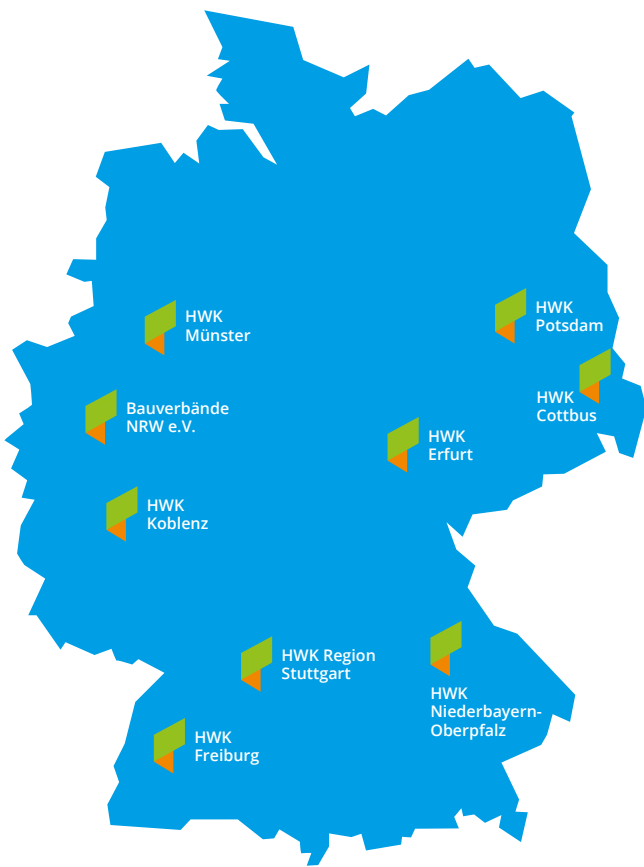 HWK
Münster
HWK
Potsdam
HWK
Cottbus
Bauverbände
NRW e.V.
HWK
Erfurt
HWK
Koblenz
HWK Region
Stuttgart
HWK
Niederbayern-
Oberpfalz
HWK
Freiburg